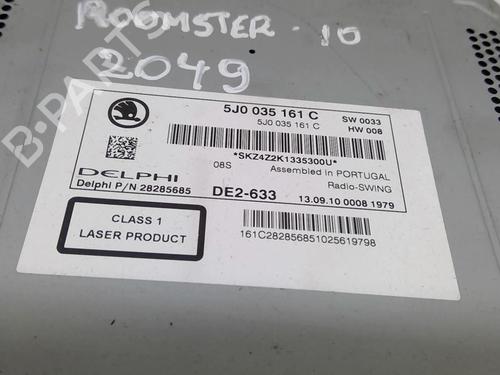 ROOMSTER-10
2049
B-PARTS
5J0 035 161 C
SW 0033
5J0 035 161 C
HW 008
*SKZ4Z2K1335300U*
08S
Assembled in PORTUGAL
DELPHI
Radio-SWING
Delphi P/N 28285685
DE2-633
13.09.10 0008 1979
CLASS 1
LASER PRODUCT
161C282856851025619798